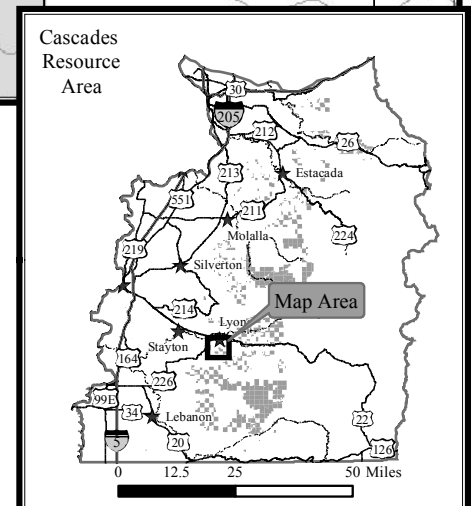 Cascades
Resource
Area
30
205
212
26
Estacada
213
551
211
Molalla
224
219
Silverton
Map Area
214
Lyon
Stayton
164
226
99E
34
Lebanon
22
5
20
126
0 12.5 25 50 Miles